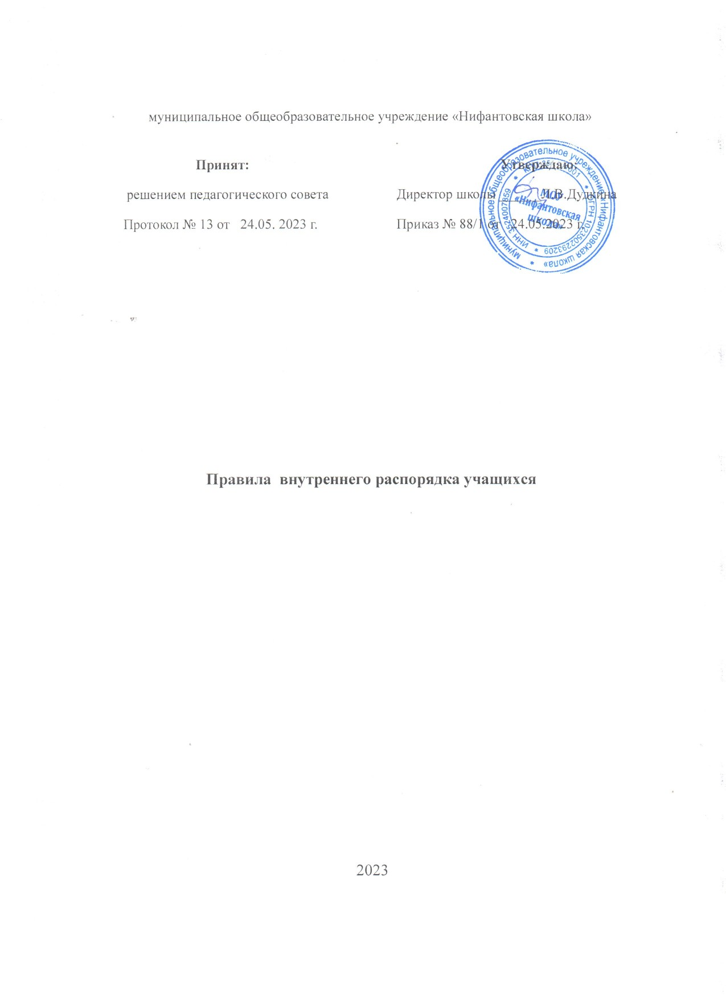 муниципальное общеобразовательное учреждение «Нифантовская школа»
Принят:
Утверждаю:
решением педагогического совета
Директор школы ______ Л.В.Дудкина
Протокол № 13 от 24.05. 2023 г.
Приказ № 88/1 от 24.05.2023 г.
муниципальное общеобразовательное учреждение «Нифантовская школа»
ИНН 3524007859
ОГРН 1023502293209
МОУ
«Нифантовская
школа»
Правила внутреннего распорядка учащихся
2023